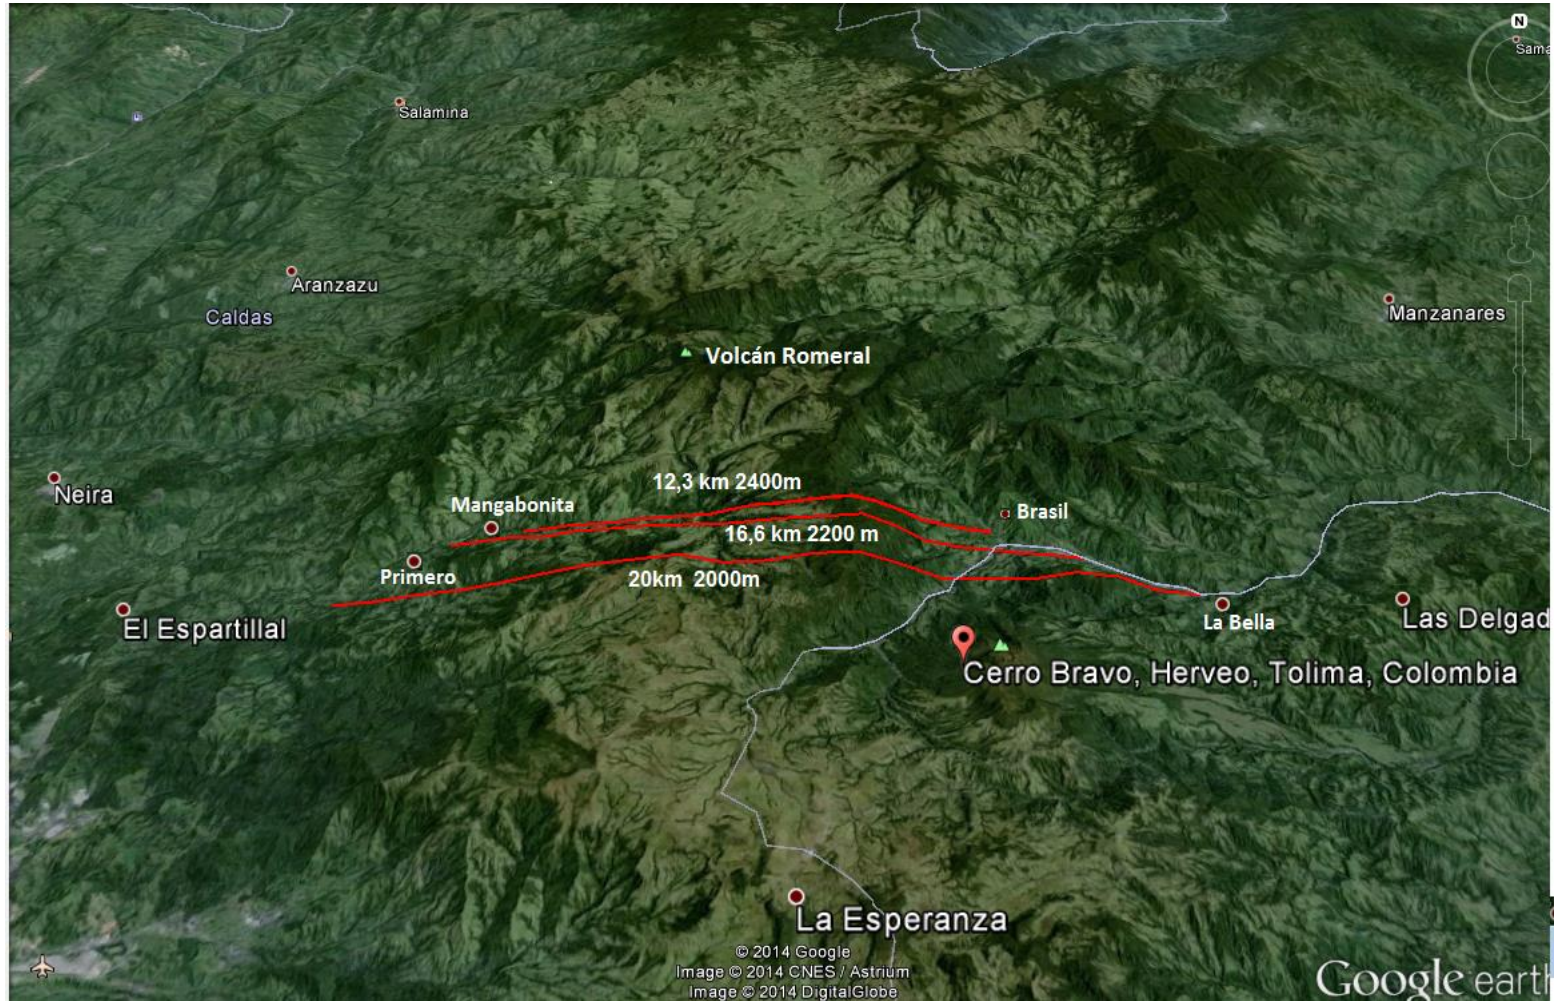 N
Sama
Salamina
Aranzazu
Caldas
Manzanares
Volcán Romeral
Neira
12,3 km 2400m
Mangabonita
Brasil
16,6 km 2200 m
Primero
20km 2000m
El Espartillal
La Bella
Las Delgad
Cerro Bravo, Herveo, Tolima, Colombia
La Esperanza
© 2014 Google
Image © 2014 CNES / Astrium
Image © 2014 DigitalGlobe
Google earth